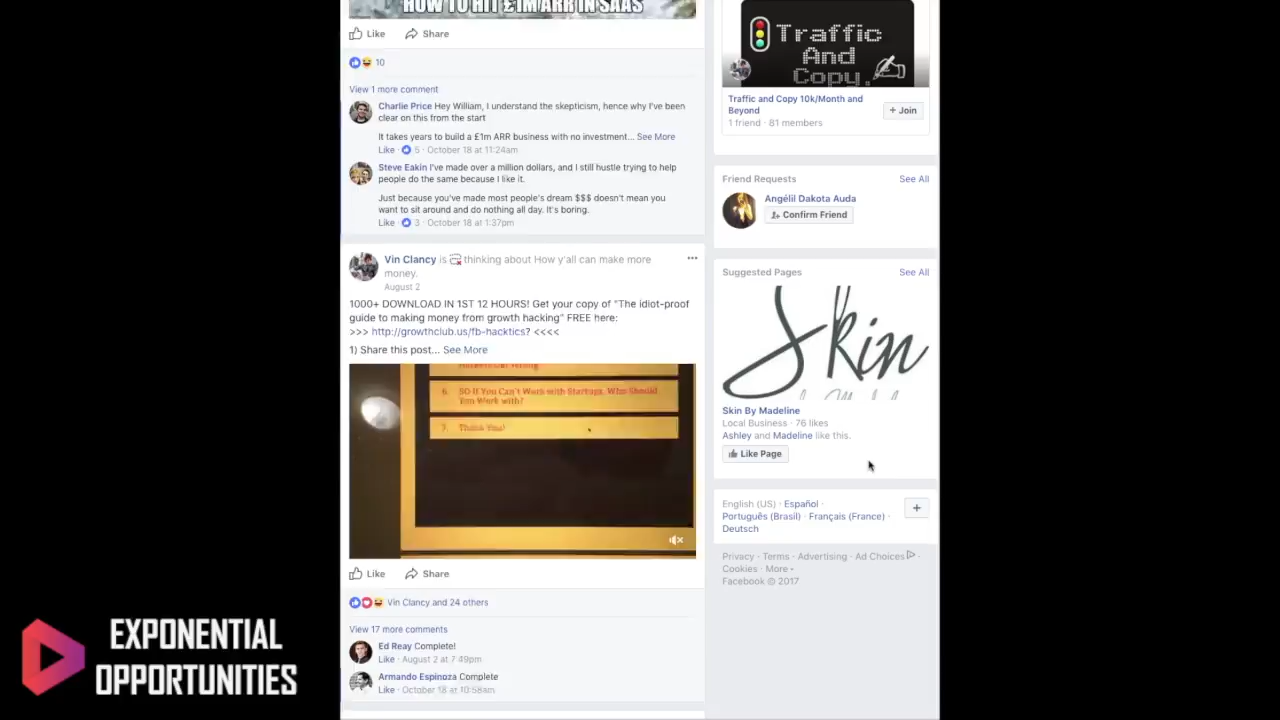 HOW TO HIT £1M ARR IN SAAS
Like Share
10
View 1 more comment
Charlie Price Hey William, I understand the skepticism, hence why I've been
clear on this from the start
It takes years to build a £1m ARR business with no investment... See More
Like · 5 · October 18 at 11:24am
Steve Eakin I've made over a million dollars, and I still hustle trying to help
people do the same because I like it.
Just because you've made most people's dream $$$ doesn't mean you
want to sit around and do nothing all day. It's boring.
Like · 3 · October 18 at 1:37pm
Vin Clancy is thinking about How y'all can make more
money.
August 2
1000+ DOWNLOAD IN 1ST 12 HOURS! Get your copy of "The idiot-proof
guide to making money from growth hacking" FREE here:
>>> http://growthclub.us/fb-hacktics? <<<<
1) Share this post... See More
6. SO If You Can't Work with Startups, Who Should
You Work with?
7. Thank You!
Like Share
Vin Clancy and 24 others
View 17 more comments
Ed Reay Complete!
Like · August 2 at 7:49pm
Armando Espinoza Complete
Like · October 18 at 10:58am
Traffic
And
Copy.
Traffic and Copy 10k/Month and
Beyond
1 friend · 81 members
+ Join
Friend Requests See All
Angélil Dakota Auda
Confirm Friend
Suggested Pages See All
Skin
Skin By Madeline
Local Business · 76 likes
Ashley and Madeline like this.
Like Page
English (US) · Español ·
Português (Brasil) · Français (France) ·
Deutsch
+
Privacy · Terms · Advertising · Ad Choices ·
Cookies · More
Facebook © 2017
EXPONENTIAL
OPPORTUNITIES